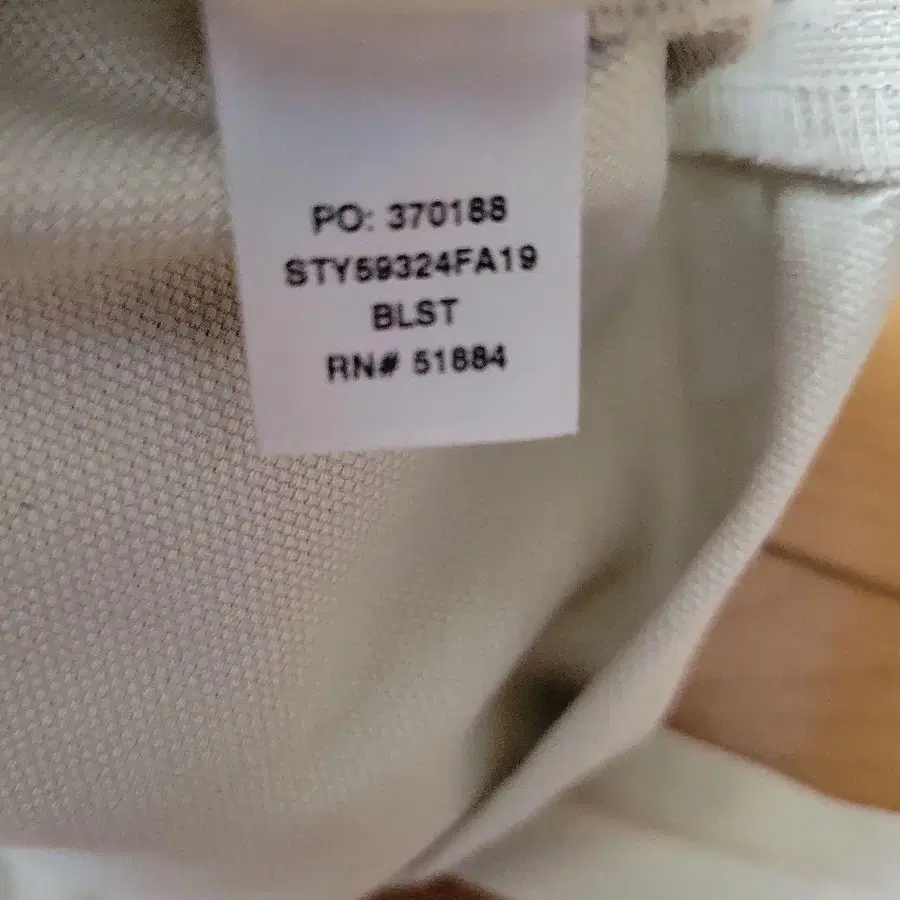 PO: 370188
STY59324FA19
BLST
RN# 51884